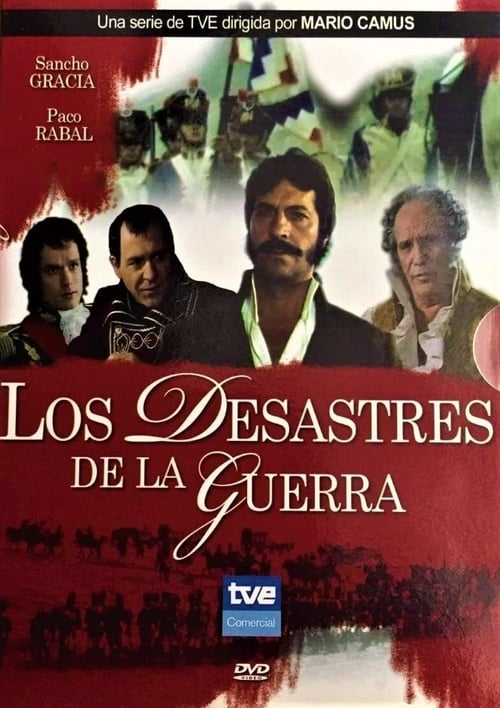 Una serie de TVE dirigida por MARIO CAMUS
Sancho
GRACIA
Paco
RABAL
LOS DESASTRES
DE LA GUERRA
tve
Comercial
DVD
VIDEO